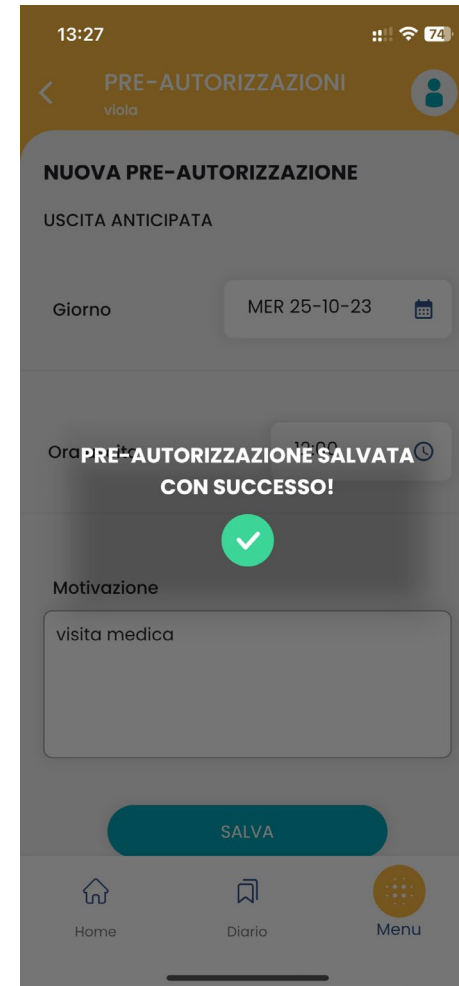 13:27
74
PRE-AUTORIZZAZIONI
viola
NUOVA PRE-AUTORIZZAZIONE
USCITA ANTICIPATA
Giorno
MER 25-10-23
Ora
PRE-AUTORIZZAZIONE SALVATA
CON SUCCESSO!
Motivazione
visita medica
SALVA
Home
Diario
Menu